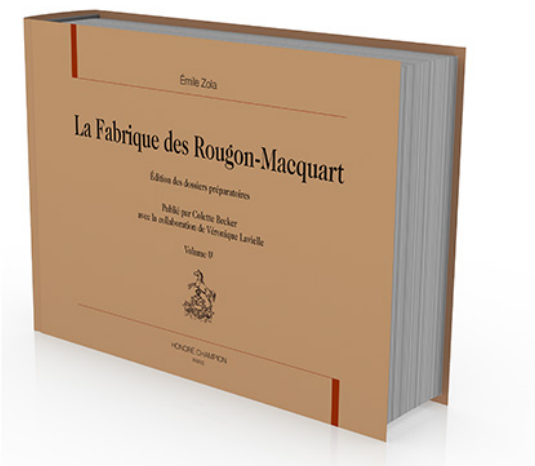 Émile Zola
La Fabrique des Rougon-Macquart
Édition des dossiers préparatoires
Publié par Colette Becker
avec la collaboration de Véronique Lavielle
Volume
HONORÉ CHAMPION
PARIS